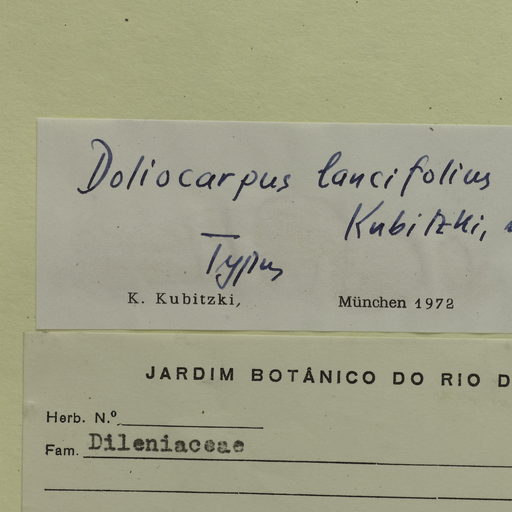 Doliocarpus lancifolius
Kubitzki,
Typus
K. Kubitzki, München 1972
JARDIM BOTÂNICO DO RIO D
Herb. N.º
Fam. Dileniaceae